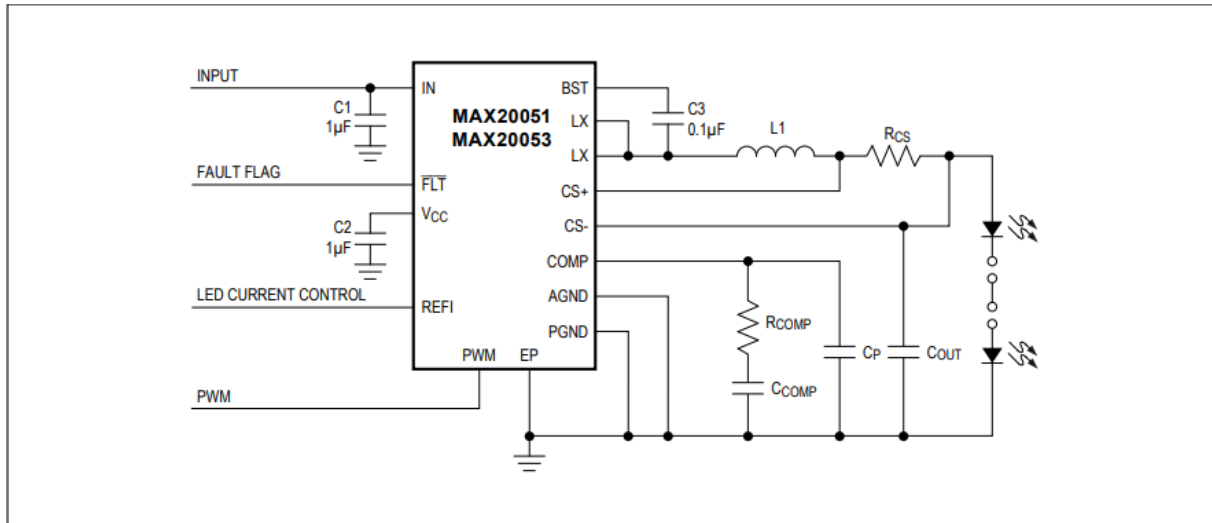 INPUT
C1
1µF
IN
MAX20051
MAX20053
BST
LX
LX
C3
0.1µF
L1
RCS
FAULT FLAG
FLT
CS+
VCC
CS-
C2
1µF
COMP
LED CURRENT CONTROL
REFI
AGND
PGND
RCOMP
CCOMP
CP
COUT
PWM
EP
PWM